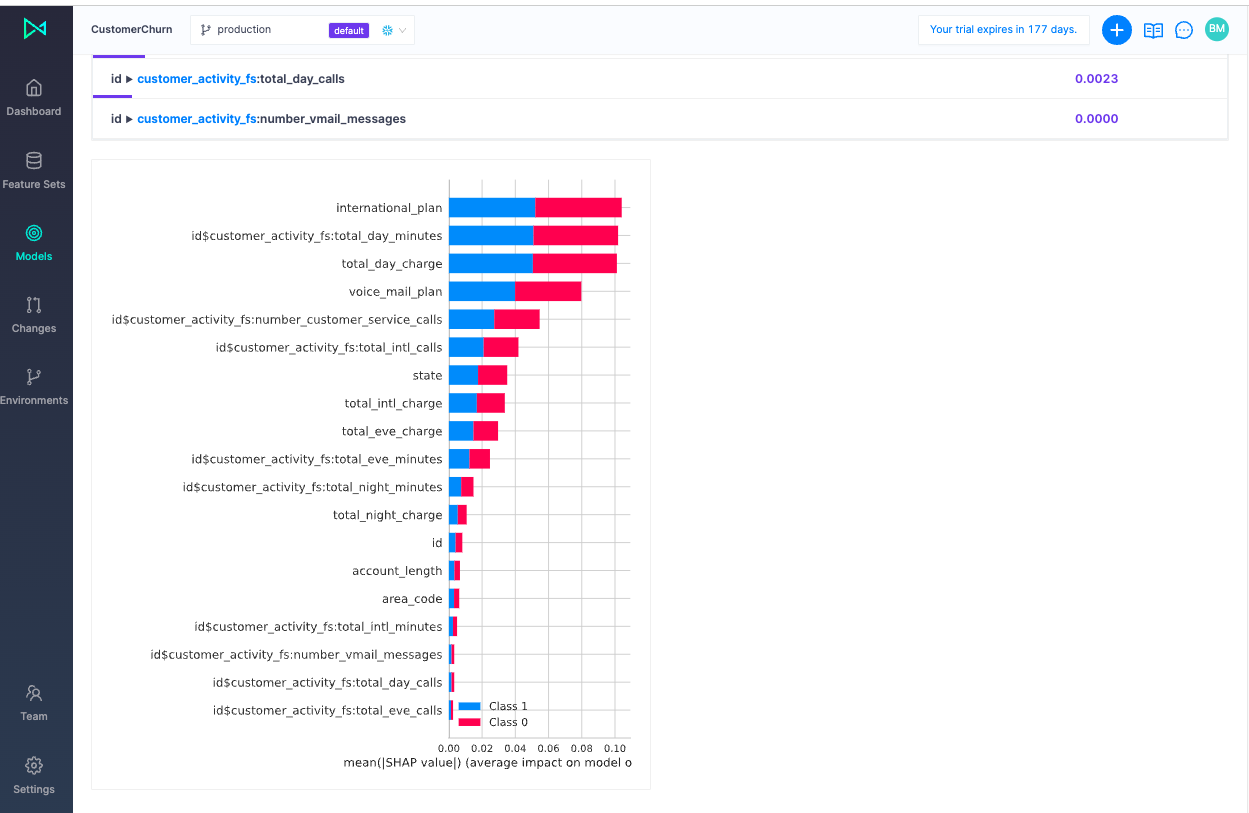 CustomerChurn
production
default
Your trial expires in 177 days.
BM
Dashboard
Feature Sets
Models
Changes
Environments
Team
Settings
id ▶ customer_activity_fs:total_day_calls 0.0023
id ▶ customer_activity_fs:number_vmail_messages 0.0000
international_plan
id$customer_activity_fs:total_day_minutes
total_day_charge
voice_mail_plan
id$customer_activity_fs:number_customer_service_calls
id$customer_activity_fs:total_intl_calls
state
total_intl_charge
total_eve_charge
id$customer_activity_fs:total_eve_minutes
id$customer_activity_fs:total_night_minutes
total_night_charge
id
account_length
area_code
id$customer_activity_fs:total_intl_minutes
id$customer_activity_fs:number_vmail_messages
id$customer_activity_fs:total_day_calls
id$customer_activity_fs:total_eve_calls
Class 1
Class 0
0.00 0.02 0.04 0.06 0.08 0.10
mean(|SHAP value|) (average impact on model o